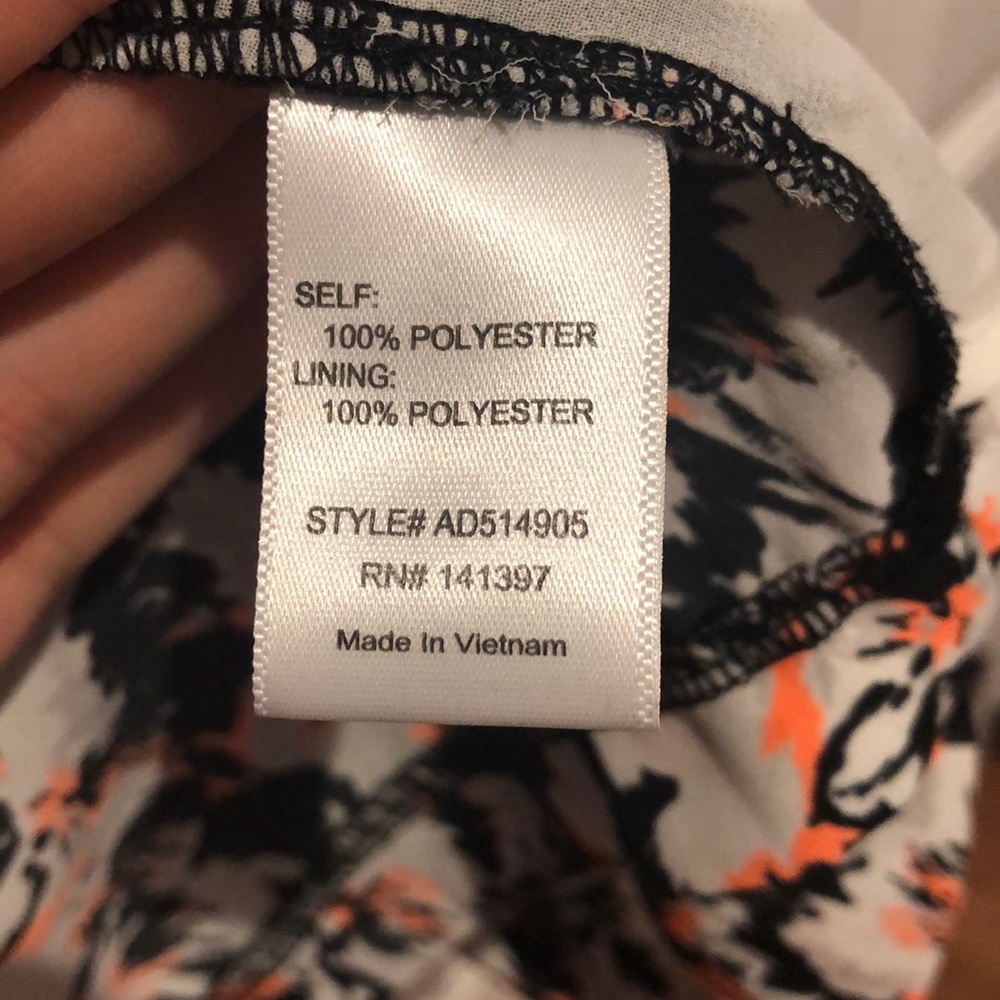 SELF:
100% POLYESTER
LINING:
100% POLYESTER
STYLE# AD514905
RN# 141397
Made In Vietnam